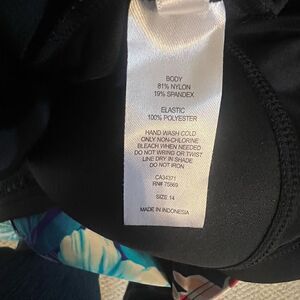 BODY
81% NYLON
19% SPANDEX
ELASTIC
100% POLYESTER
HAND WASH COLD
ONLY NON-CHLORINE
BLEACH WHEN NEEDED
DO NOT WRING OR TWIST
LINE DRY IN SHADE
DO NOT IRON
CA34371
RN# 75869
SIZE 14
MADE IN INDONESIA